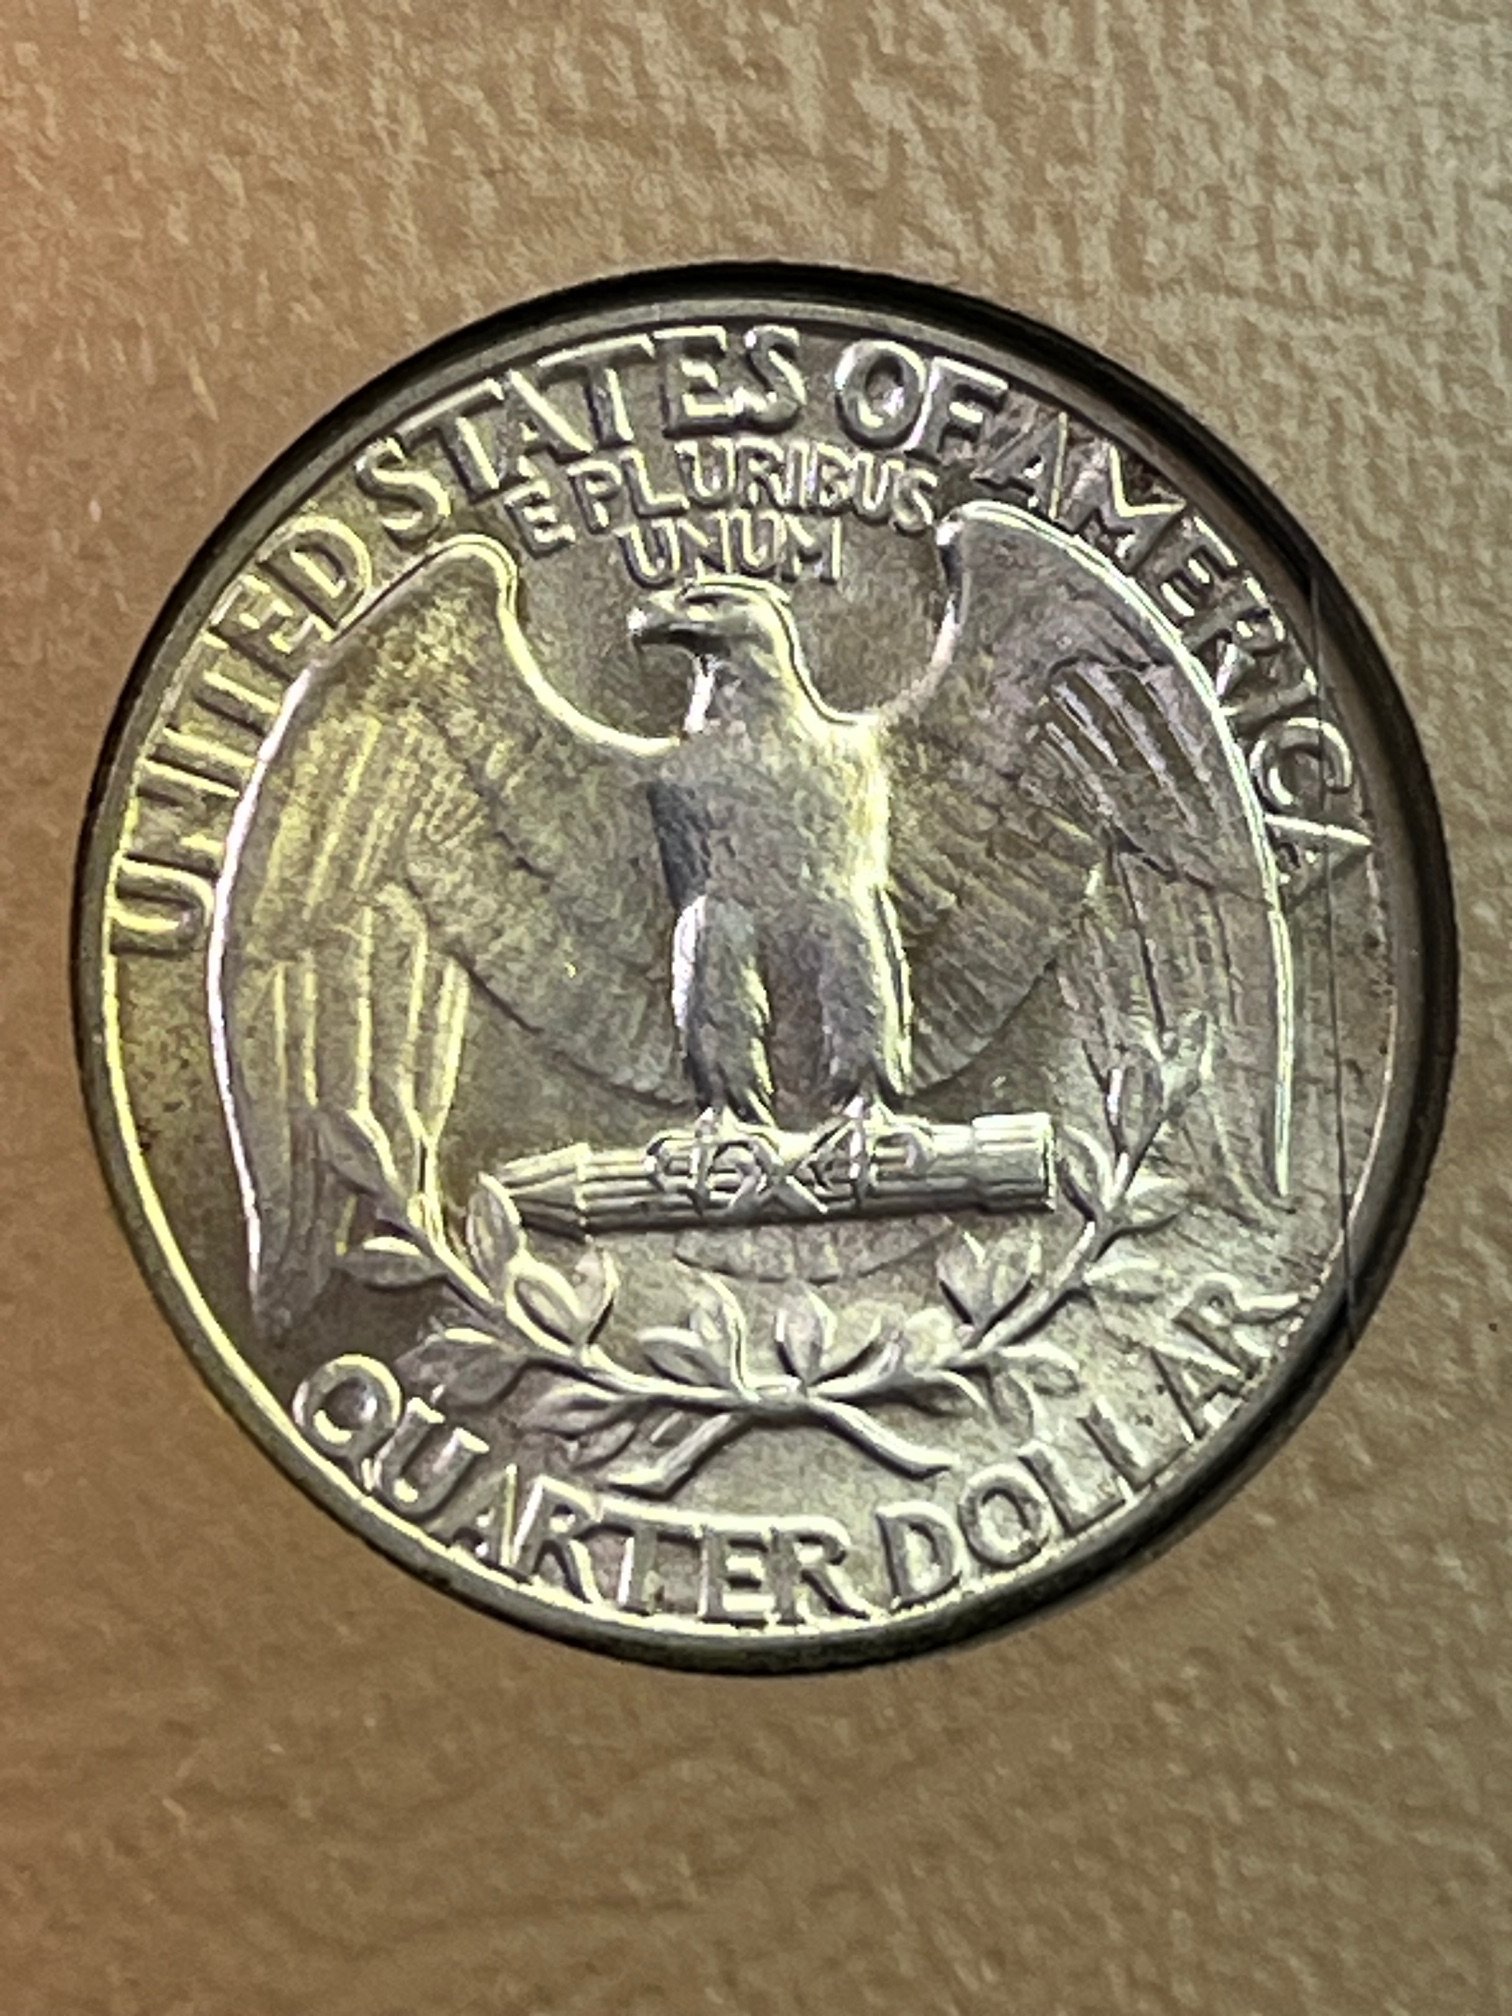 UNITED STATES OF AMERICA
E PLURIBUS
UNUM
QUARTER DOLLAR